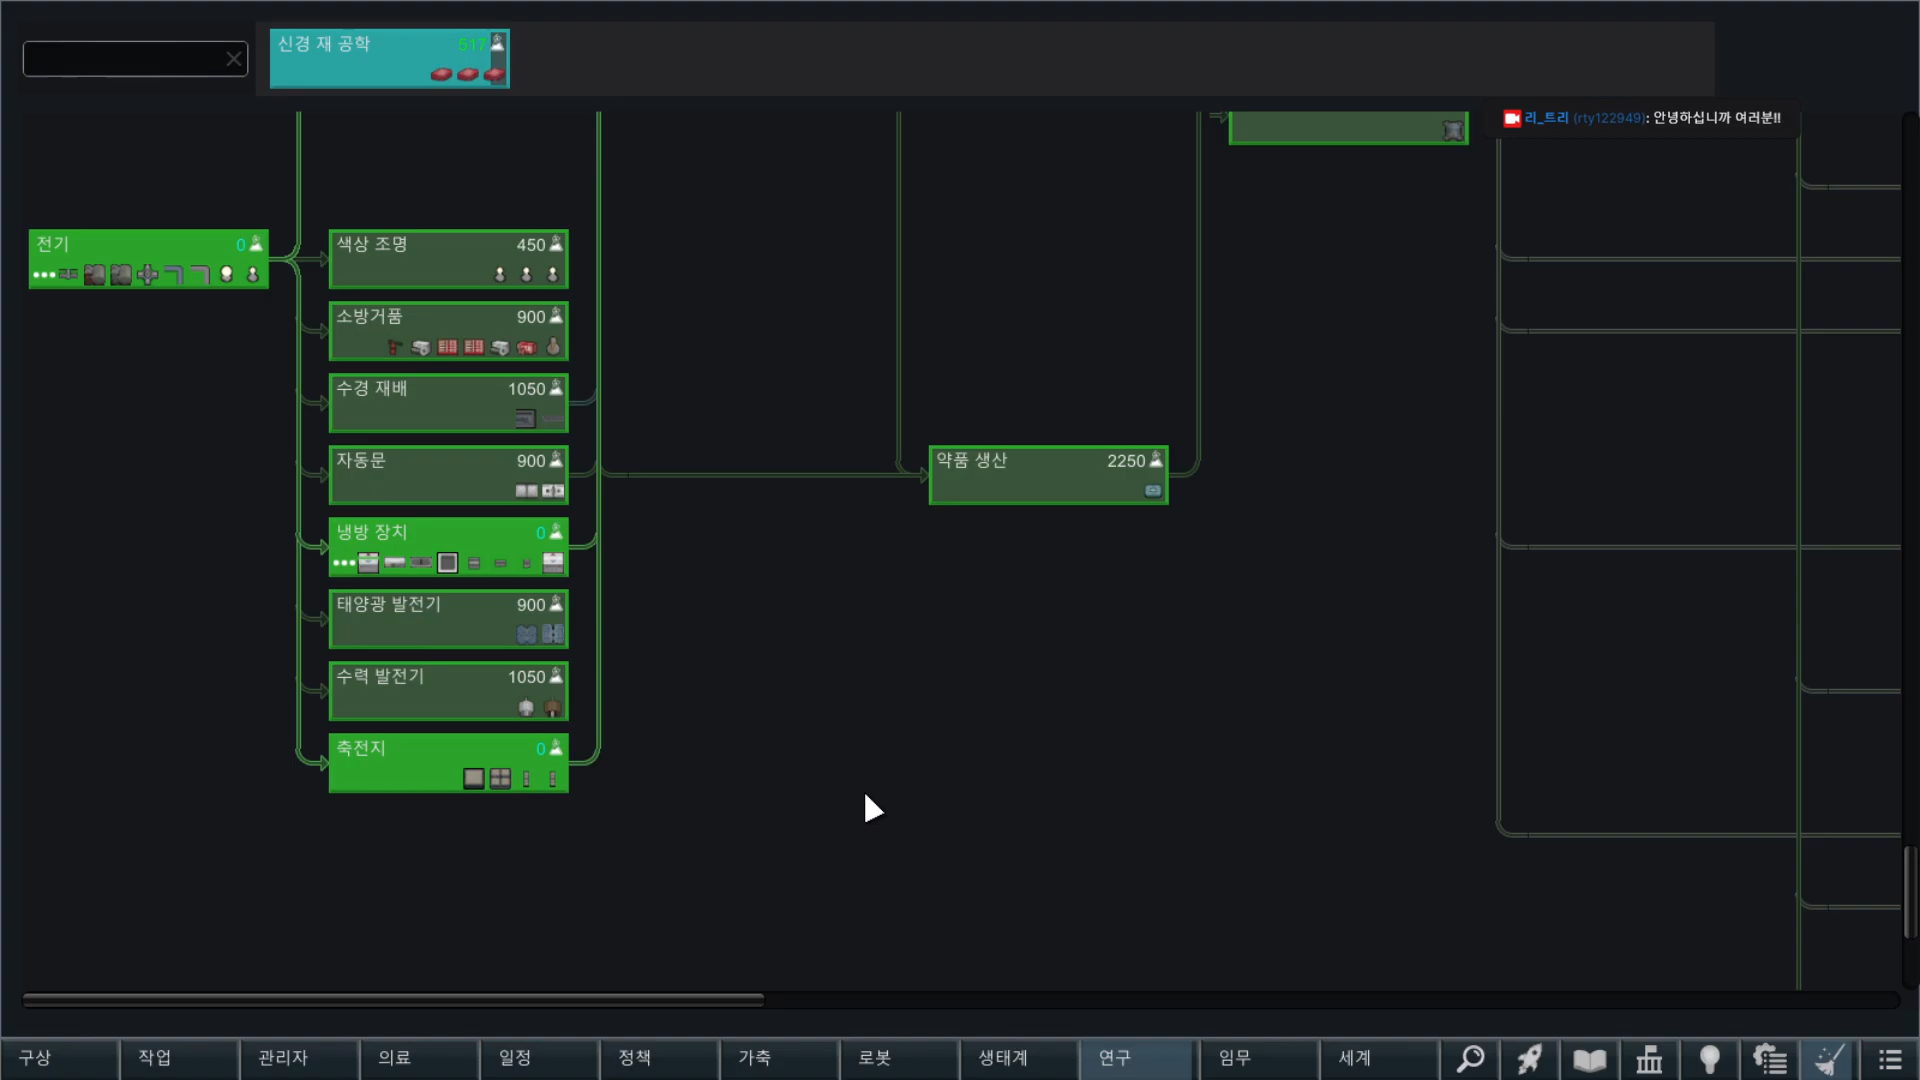 신경 재 공학 517
리_트리 (rty122949): 안녕하십니까 여러분!!
전기 0
색상 조명 450
소방거품 900
수경 재배 1050
자동문 900
약품 생산 2250
냉방 장치 0
태양광 발전기 900
수력 발전기 1050
축전지 0
구상 작업 관리자 의료 일정 정책 가축 로봇 생태계 연구 임무 세계